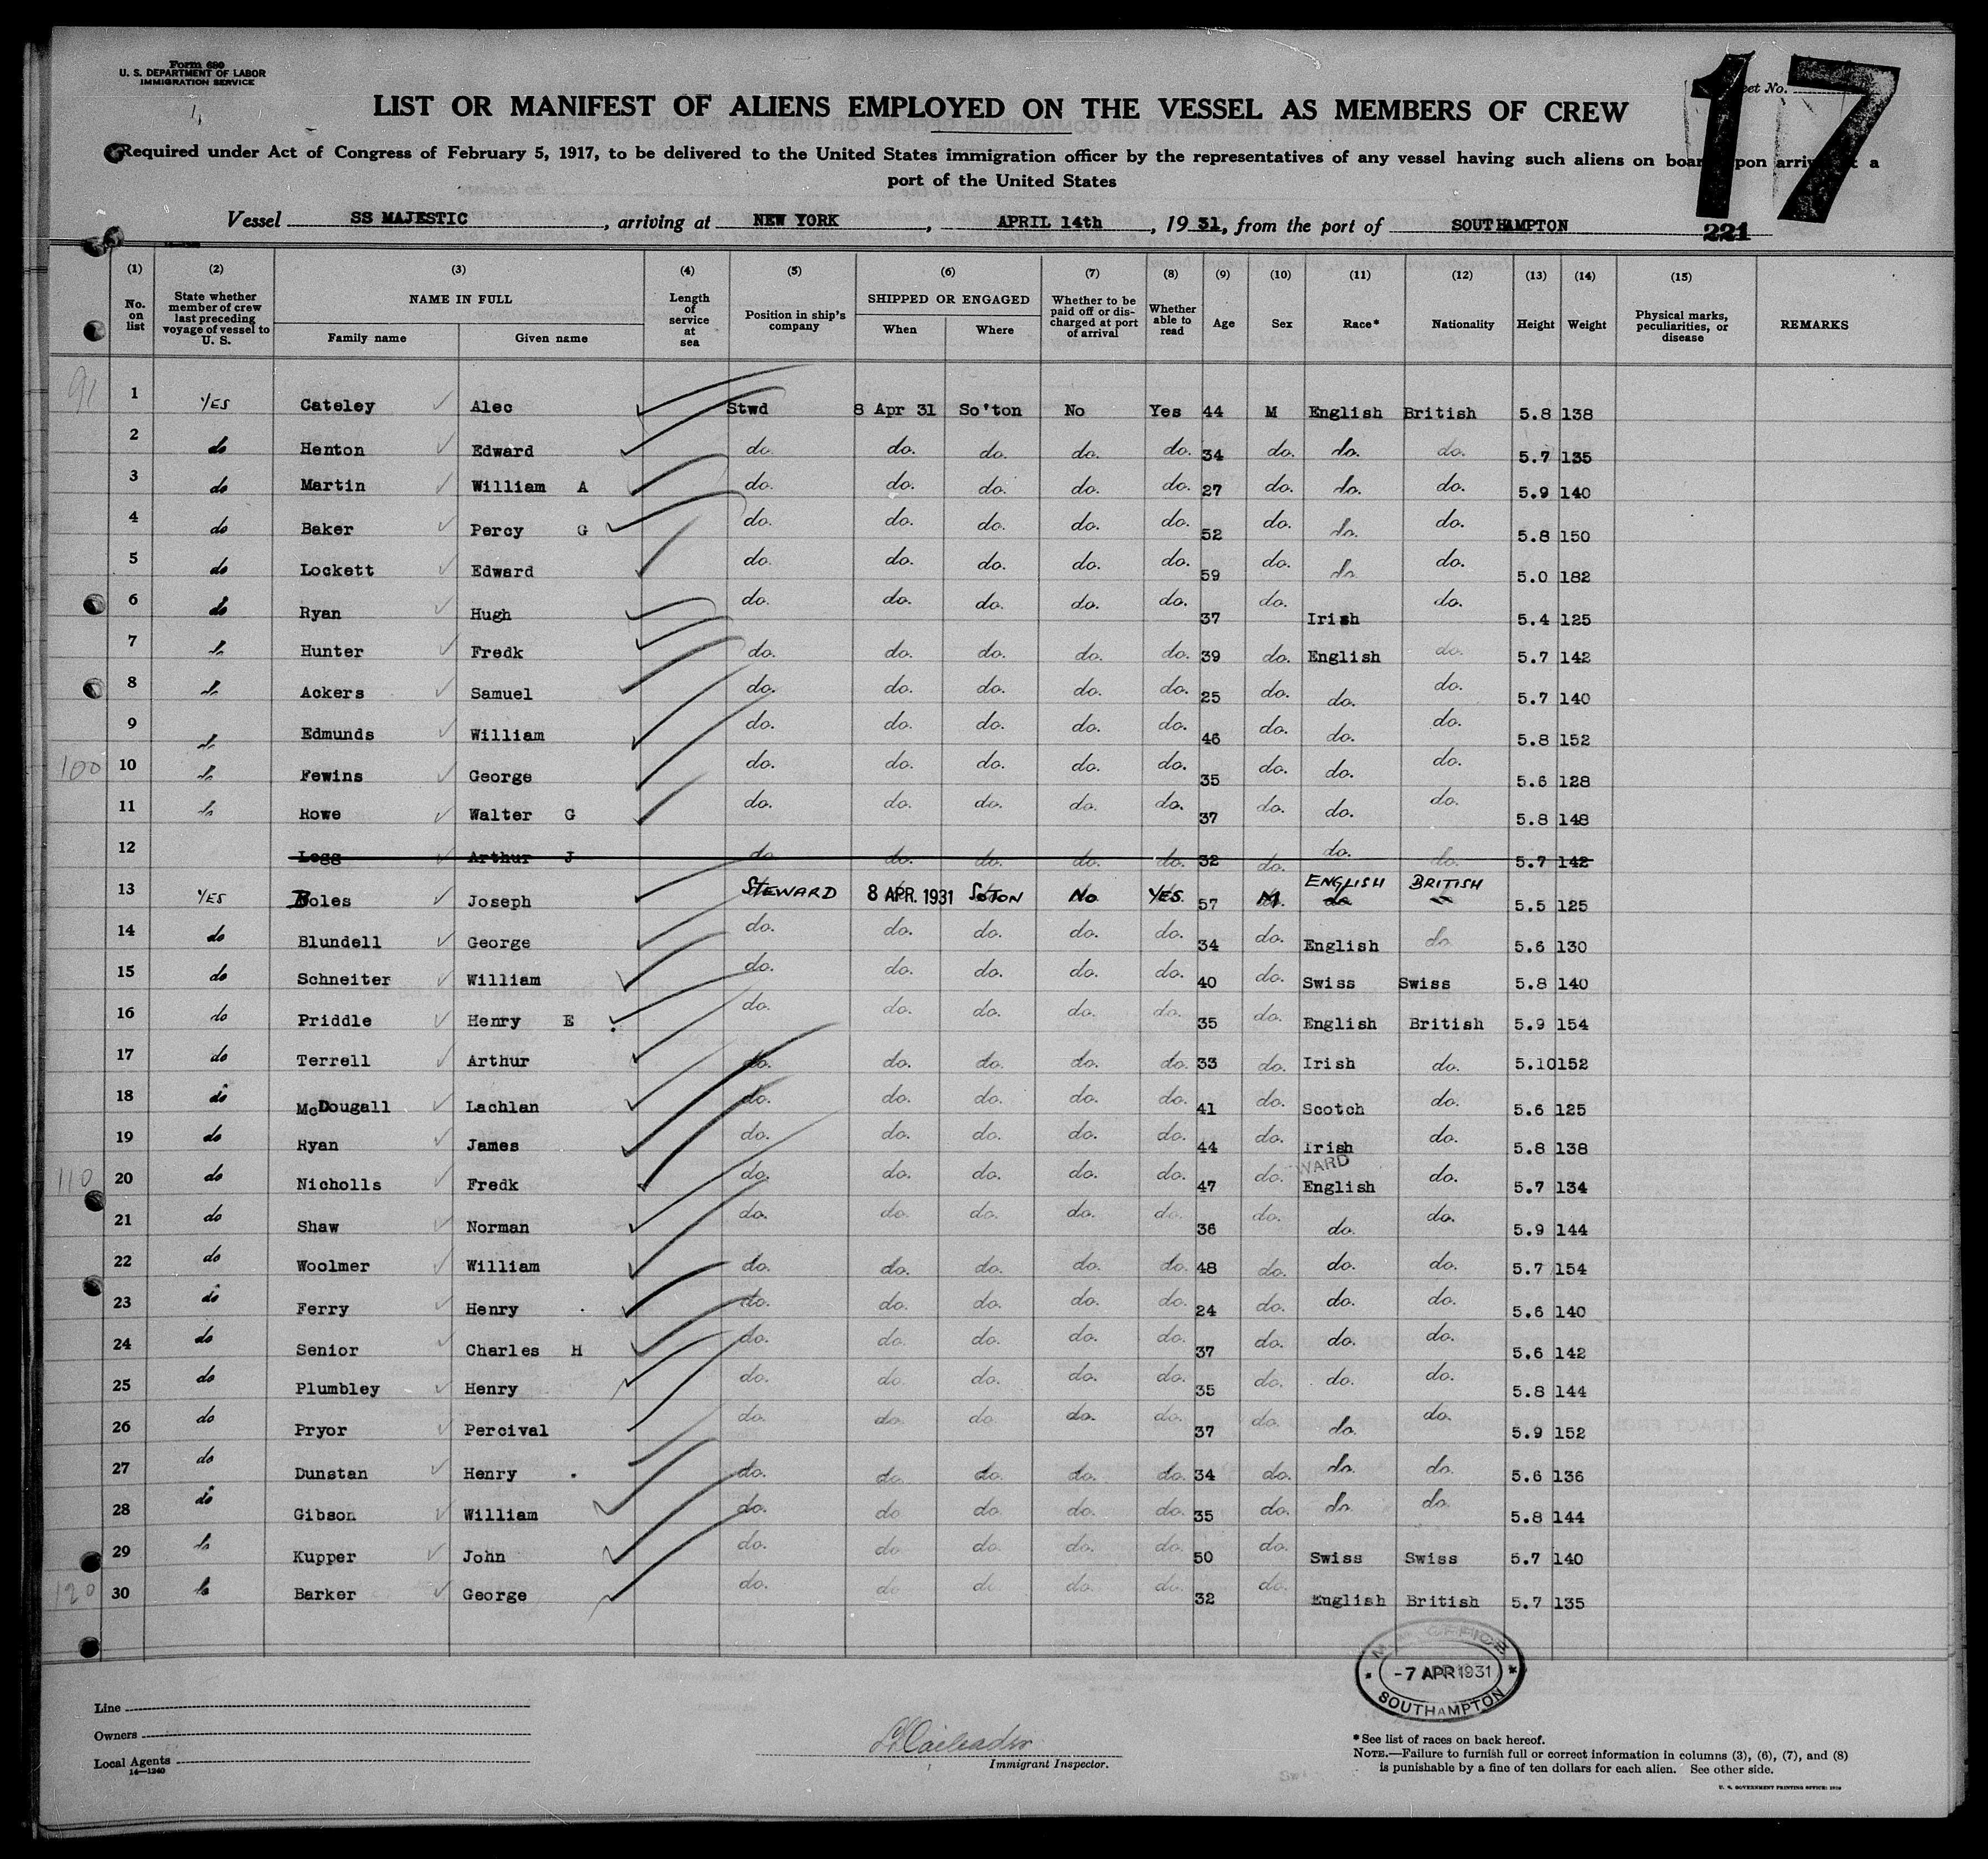 Form 680
U. S. DEPARTMENT OF LABOR
IMMIGRATION SERVICE
17
LIST OR MANIFEST OF ALIENS EMPLOYED ON THE VESSEL AS MEMBERS OF CREW
Required under Act of Congress of February 5, 1917, to be delivered to the United States immigration officer by the representatives of any vessel having such aliens on board upon arrival at a
port of the United States
Vessel SS MAJESTIC, arriving at NEW YORK, APRIL 14th, 1931, from the port of SOUTHAMPTON 221
(1) (2) (3) (4) (5) (6) (7) (8) (9) (10) (11) (12) (13) (14) (15)
No. on list State whether member of crew last preceding voyage of vessel to U. S. NAME IN FULL Family name Given name Length of service at sea Position in ship's company SHIPPED OR ENGAGED When Where Whether to be paid off or discharged at port of arrival Whether able to read Age Sex Race* Nationality Height Weight Physical marks, peculiarities, or disease REMARKS
91 1 YES Cateley Alec Stwd 8 Apr 31 So'ton No Yes 44 M English British 5.8 138
2 do Henton Edward do. do. do. do. do. 34 do. do. do. 5.7 135
3 do Martin William A do. do. do. do. do. 27 do. do. do. 5.9 140
4 do Baker Percy G do. do. do. do. do. 52 do. do. do. 5.8 150
5 do Lockett Edward do. do. do. do. do. 59 do. do. do. 5.0 182
6 do Ryan Hugh do. do. do. do. do. 37 do. Irish do. 5.4 125
7 do Hunter Fredk do. do. do. do. do. 39 do. English do. 5.7 142
8 do Ackers Samuel do. do. do. do. do. 25 do. do. do. 5.7 140
9 do Edmunds William do. do. do. do. do. 46 do. do. do. 5.8 152
100 10 do Fewins George do. do. do. do. do. 35 do. do. do. 5.6 128
11 do Rowe Walter G do. do. do. do. do. 37 do. do. do. 5.8 148
12 Legg Arthur J do. do. do. do. do. 32 do. do. do. 5.7 142
13 YES Boles Joseph STEWARD 8 APR. 1931 SOTON No YES 57 M ENGLISH BRITISH 5.5 125
14 do Blundell George do. do. do. do. do. 34 do. English do. 5.6 130
15 do Schneiter William do. do. do. do. do. 40 do. Swiss Swiss 5.8 140
16 do Priddle Henry E do. do. do. do. do. 35 do. English British 5.9 154
17 do Terrell Arthur do. do. do. do. do. 33 do. Irish do. 5.10 152
18 do McDougall Lachlan do. do. do. do. do. 41 do. Scotch do. 5.6 125
19 do Ryan James do. do. do. do. do. 44 do. Irish do. 5.8 138
110 20 do Nicholls Fredk do. do. do. do. do. 47 do. WARD English do. 5.7 134
21 do Shaw Norman do. do. do. do. do. 36 do. do. do. 5.9 144
22 do Woolmer William do. do. do. do. do. 48 do. do. do. 5.7 154
23 do Ferry Henry do. do. do. do. do. 24 do. do. do. 5.6 140
24 do Senior Charles H do. do. do. do. do. 37 do. do. do. 5.6 142
25 do Plumbley Henry do. do. do. do. do. 35 do. do. do. 5.8 144
26 do Pryor Percival do. do. do. do. do. 37 do. do. do. 5.9 152
27 do Dunstan Henry do. do. do. do. do. 34 do. do. do. 5.6 136
28 do Gibson William do. do. do. do. do. 35 do. do. do. 5.8 144
29 do Kupper John do. do. do. do. do. 50 do. Swiss Swiss 5.7 140
120 30 do Barker George do. do. do. do. do. 32 do. English British 5.7 135
OFFICE
-7 APR 1931
SOUTHAMPTON
Line
Owners
Local Agents
14—1240
Immigrant Inspector.
*See list of races on back hereof.
NOTE.—Failure to furnish full or correct information in columns (3), (6), (7), and (8)
is punishable by a fine of ten dollars for each alien. See other side.